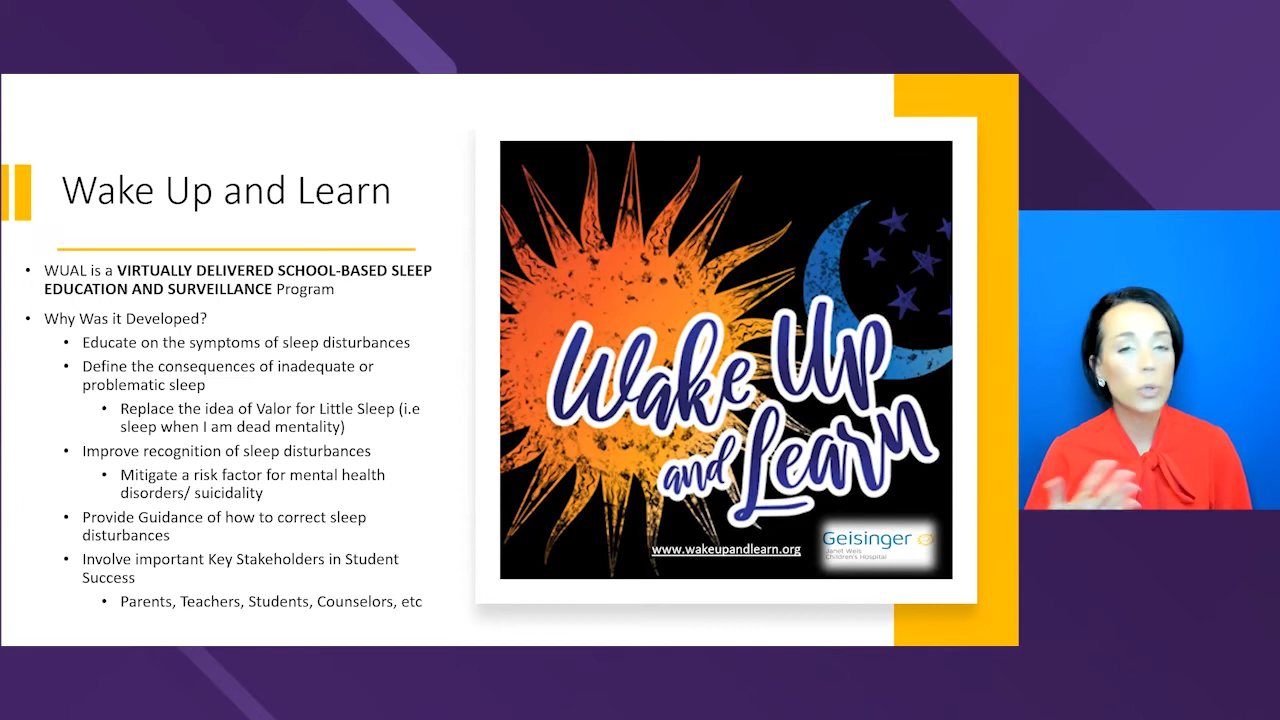 Wake Up and Learn
• WUAL is a VIRTUALLY DELIVERED SCHOOL-BASED SLEEP
EDUCATION AND SURVEILLANCE Program
• Why Was it Developed?
• Educate on the symptoms of sleep disturbances
• Define the consequences of inadequate or
problematic sleep
• Replace the idea of Valor for Little Sleep (i.e
sleep when I am dead mentality)
• Improve recognition of sleep disturbances
• Mitigate a risk factor for mental health
disorders/ suicidality
• Provide Guidance of how to correct sleep
disturbances
• Involve important Key Stakeholders in Student
Success
• Parents, Teachers, Students, Counselors, etc
Wake Up
and Learn
www.wakeupandlearn.org
Geisinger
Janet Weis
Children's Hospital